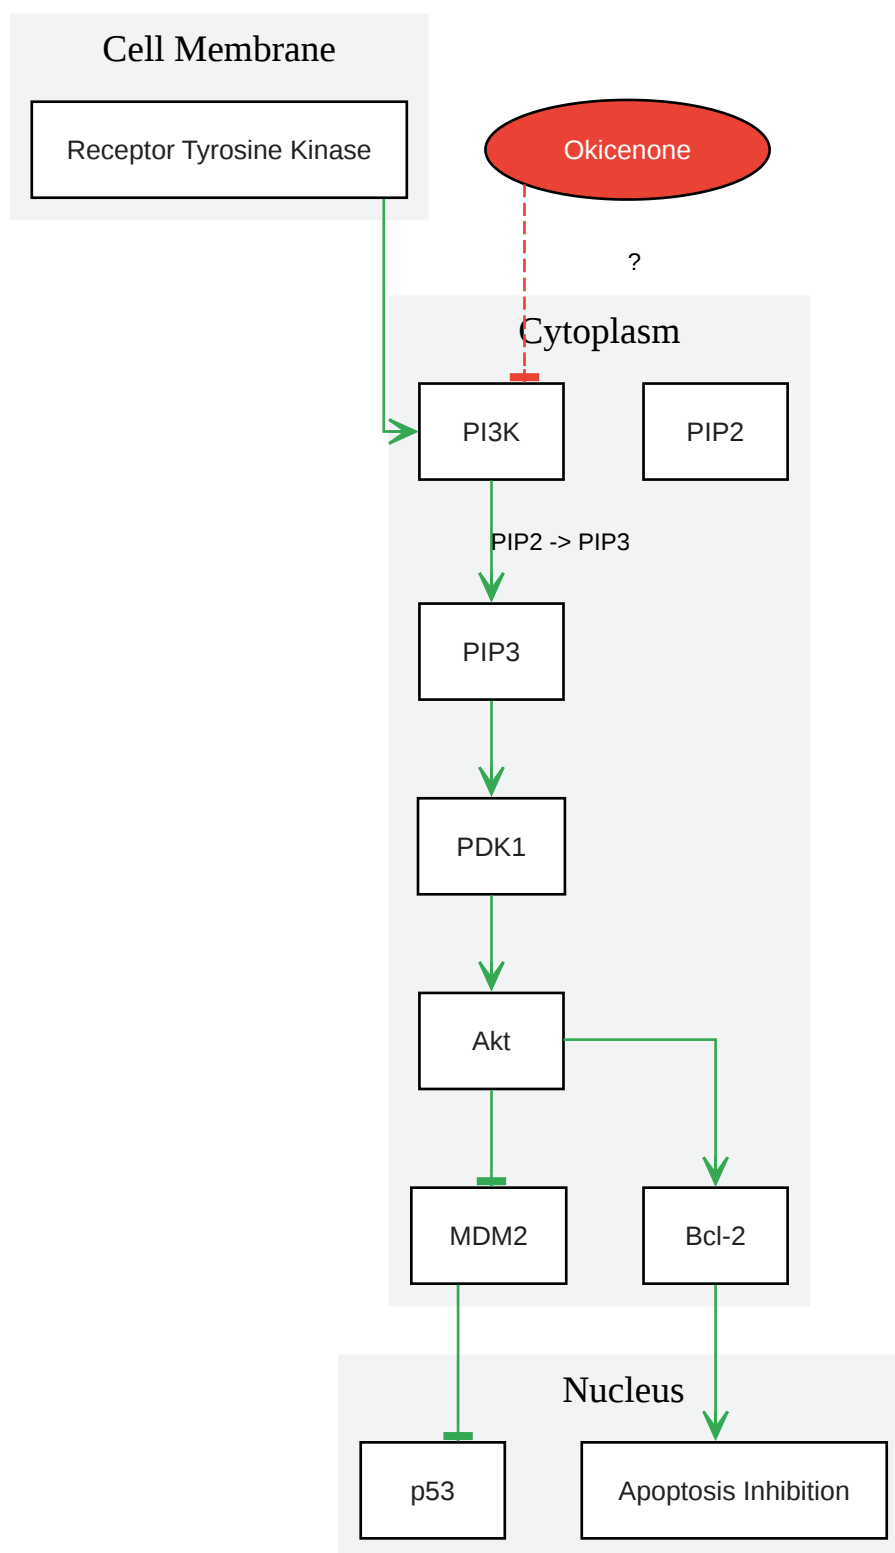 Cell Membrane
Receptor Tyrosine Kinase
Okicenone
?
Cytoplasm
PI3K
PIP2
PIP2 -> PIP3
PIP3
PDK1
Akt
MDM2
Bcl-2
Nucleus
p53
Apoptosis Inhibition